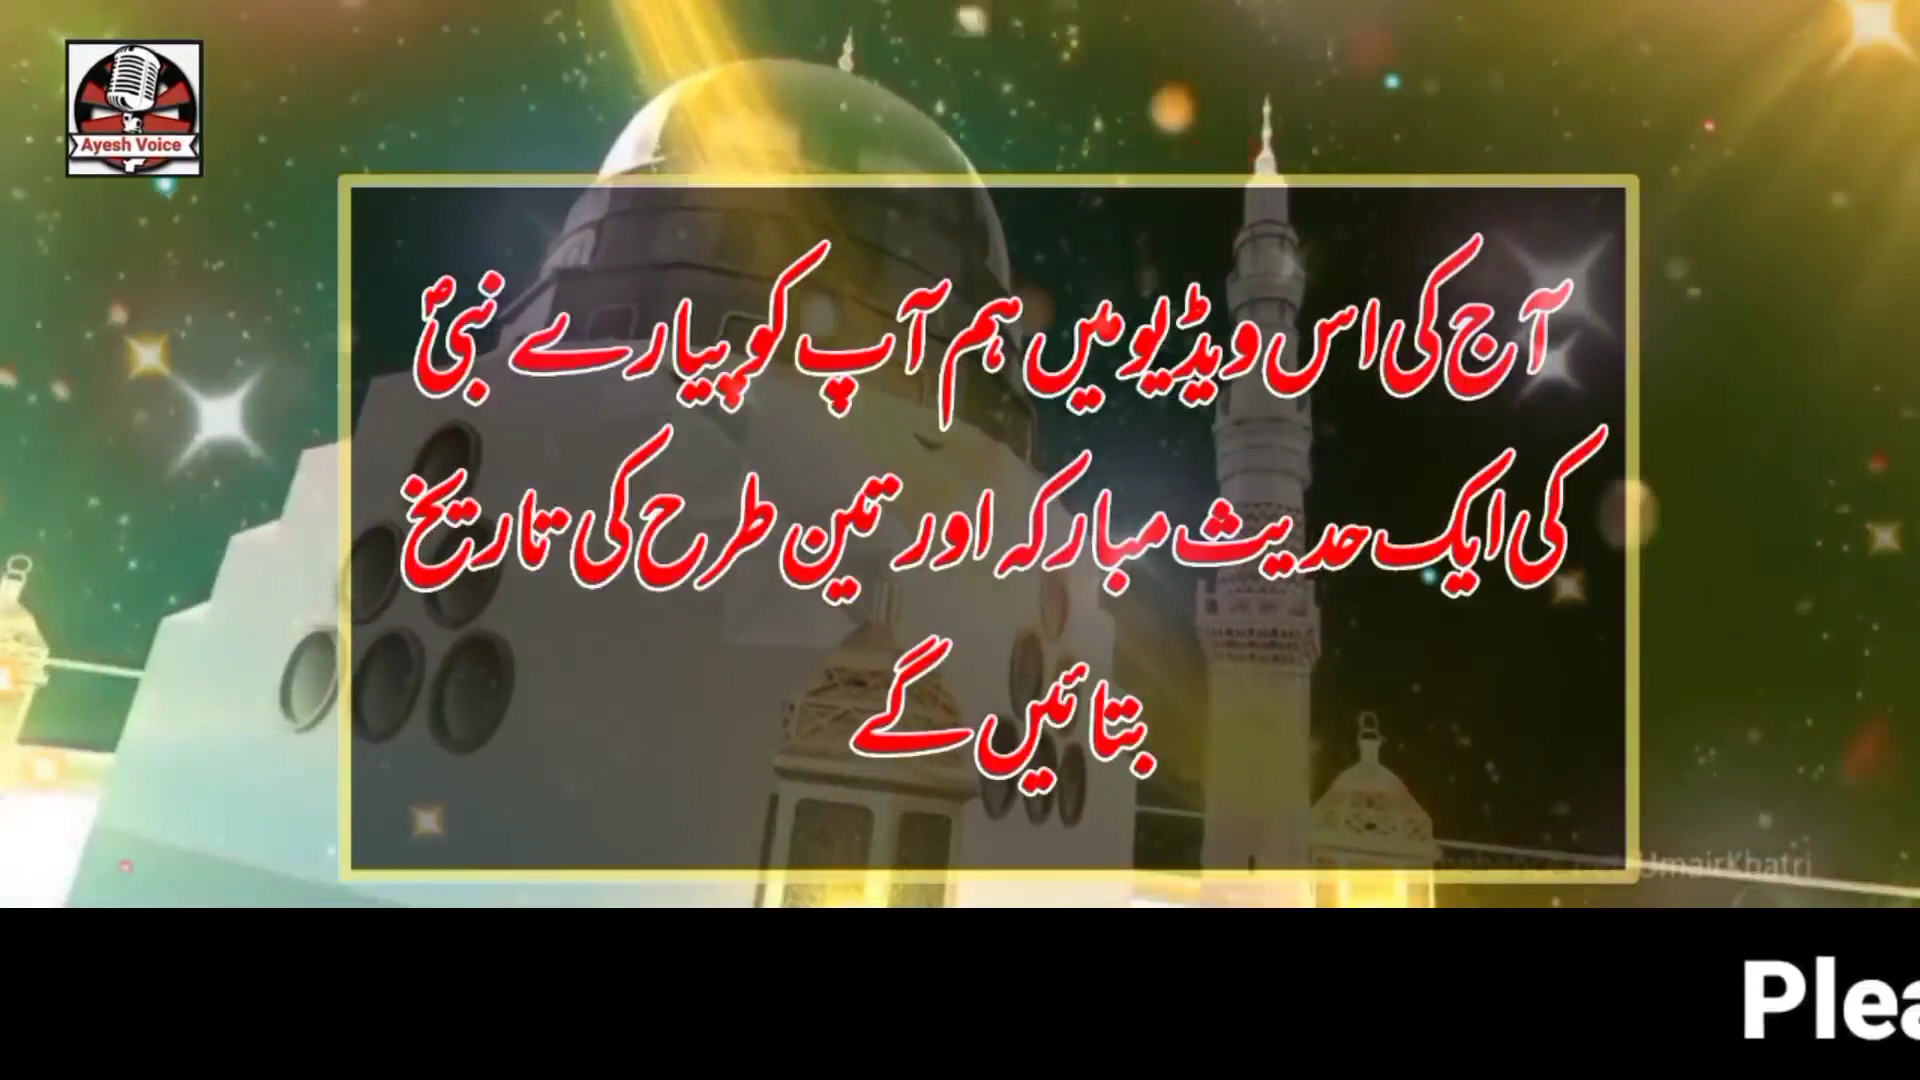 Ayesh Voice
آج کی اس ویڈیو میں ہم آپ کو پیارے نبیؐ
کی ایک حدیث مبارکہ اور تین طرح کی تاریخ
بتائیں گے
UmairKhatri
Plea